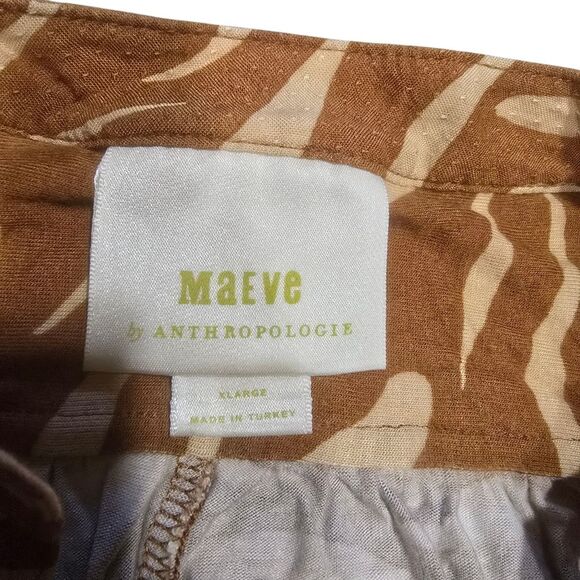 Maeve
by ANTHROPOLOGIE
XLARGE
MADE IN TURKEY